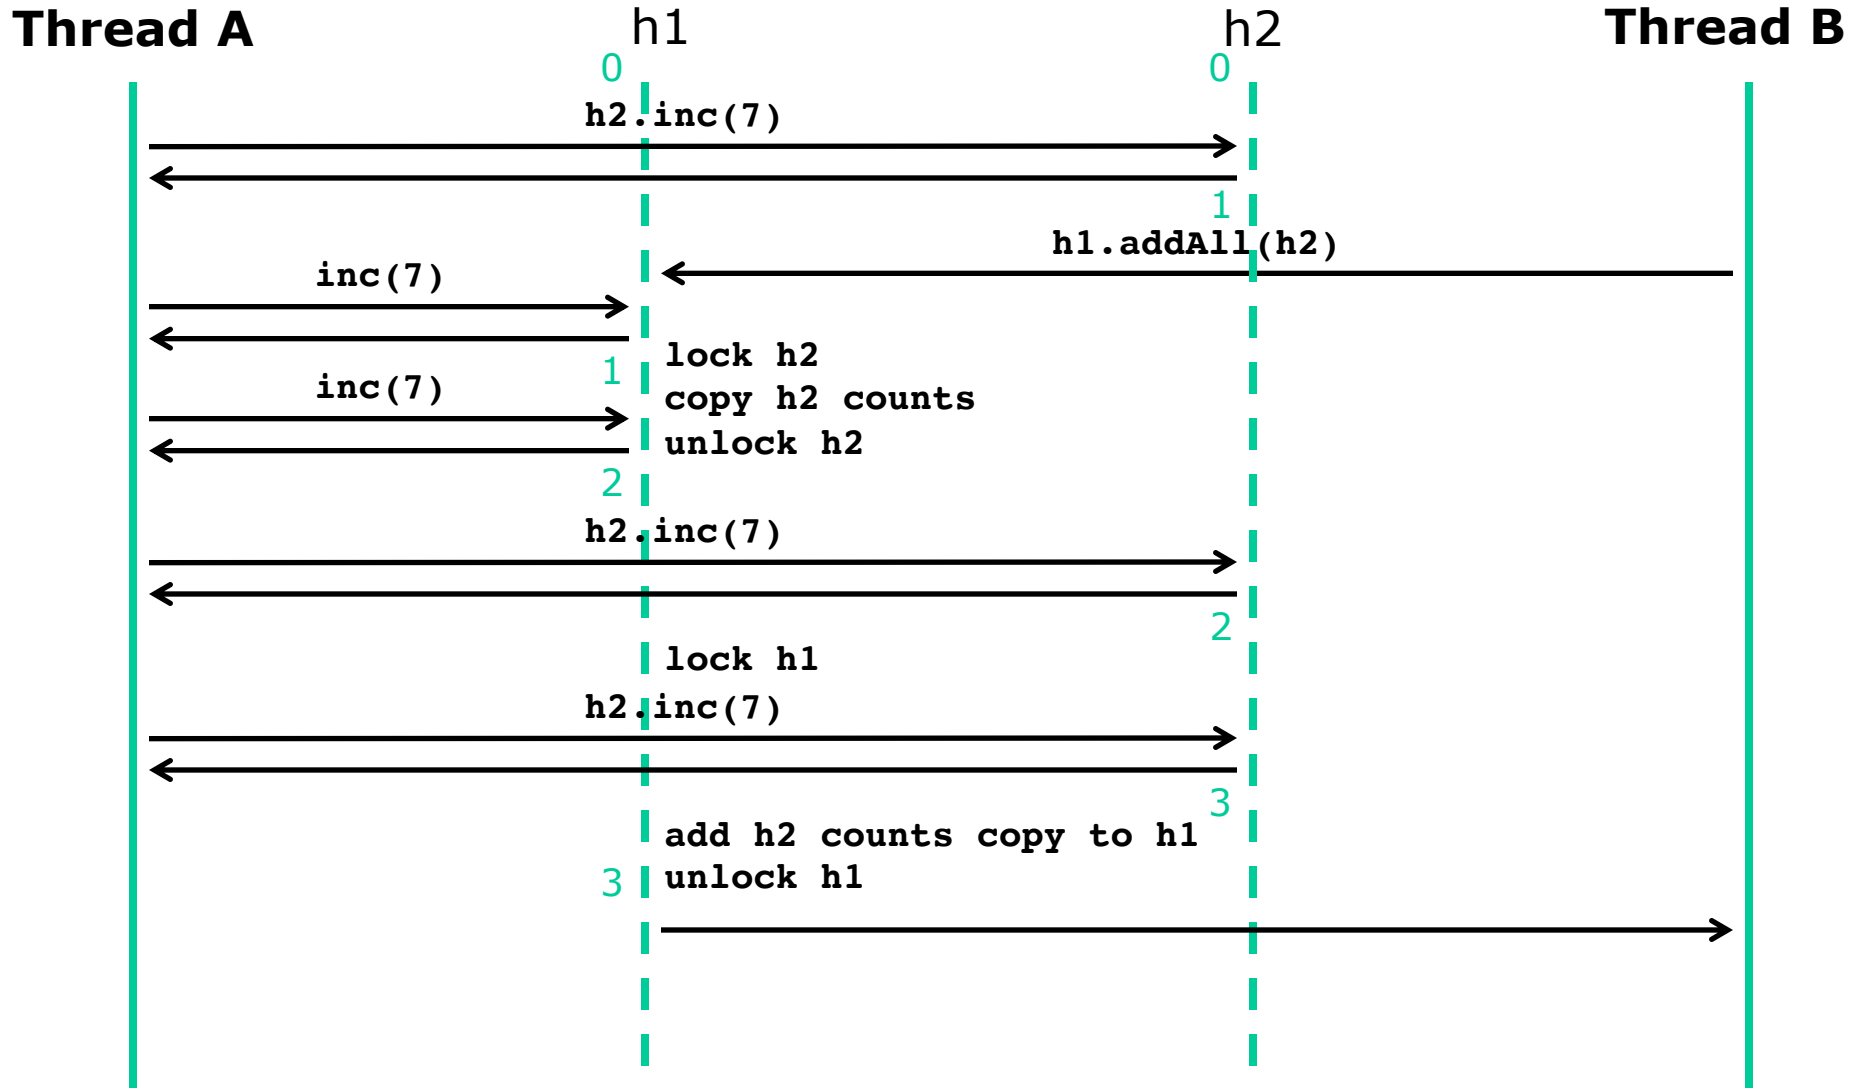 Thread A h1 h2 Thread B
0 0
h2.inc(7)
1
h1.addAll(h2)
inc(7)
lock h2
1
inc(7)
copy h2 counts
unlock h2
2
h2.inc(7)
2
lock h1
h2.inc(7)
3
add h2 counts copy to h1
3 unlock h1